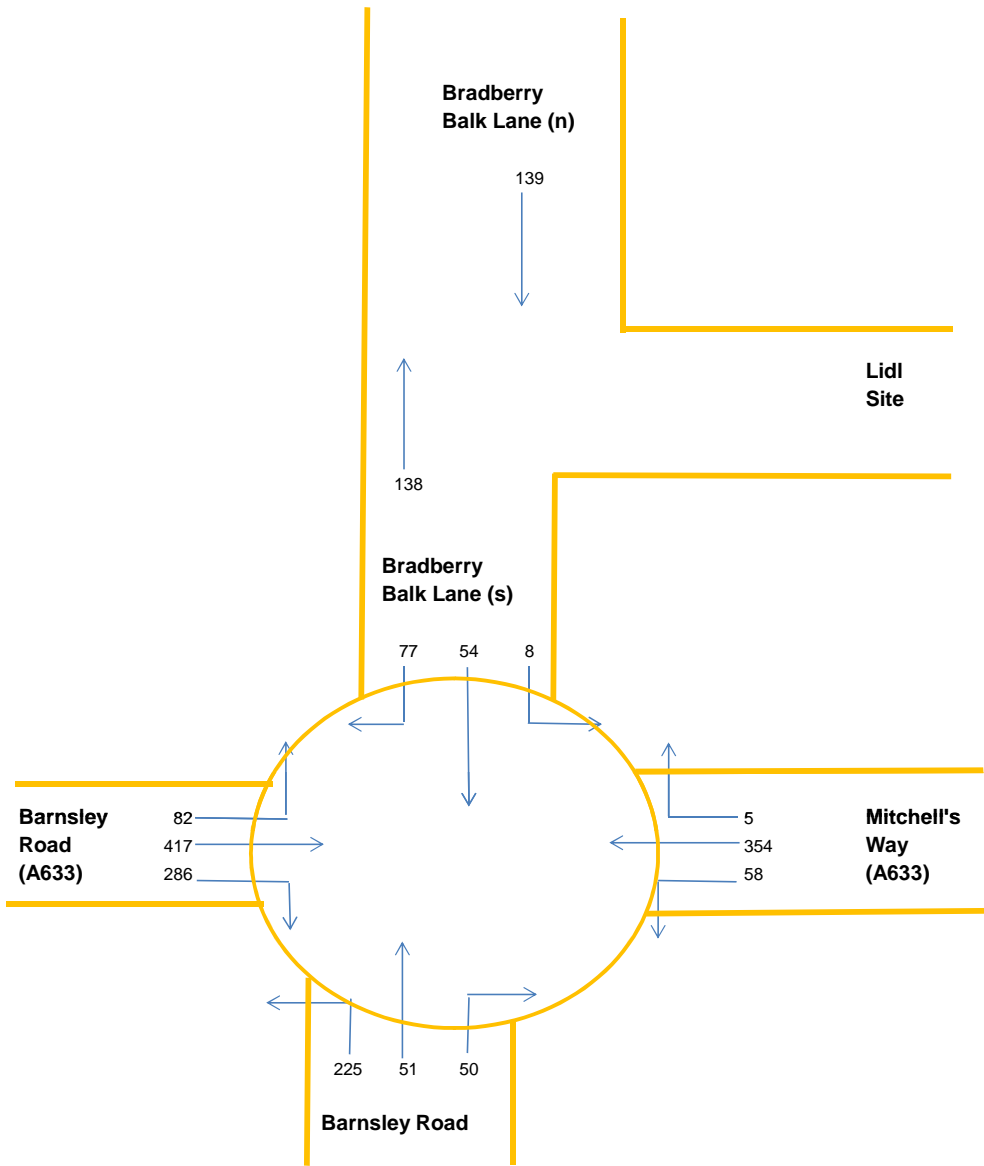 Bradberry
Balk Lane (n)
139
Lidl
Site
138
Bradberry
Balk Lane (s)
77 54 8
Barnsley
Road
(A633)
82
417
286
5
354
58
Mitchell's
Way
(A633)
225 51 50
Barnsley Road